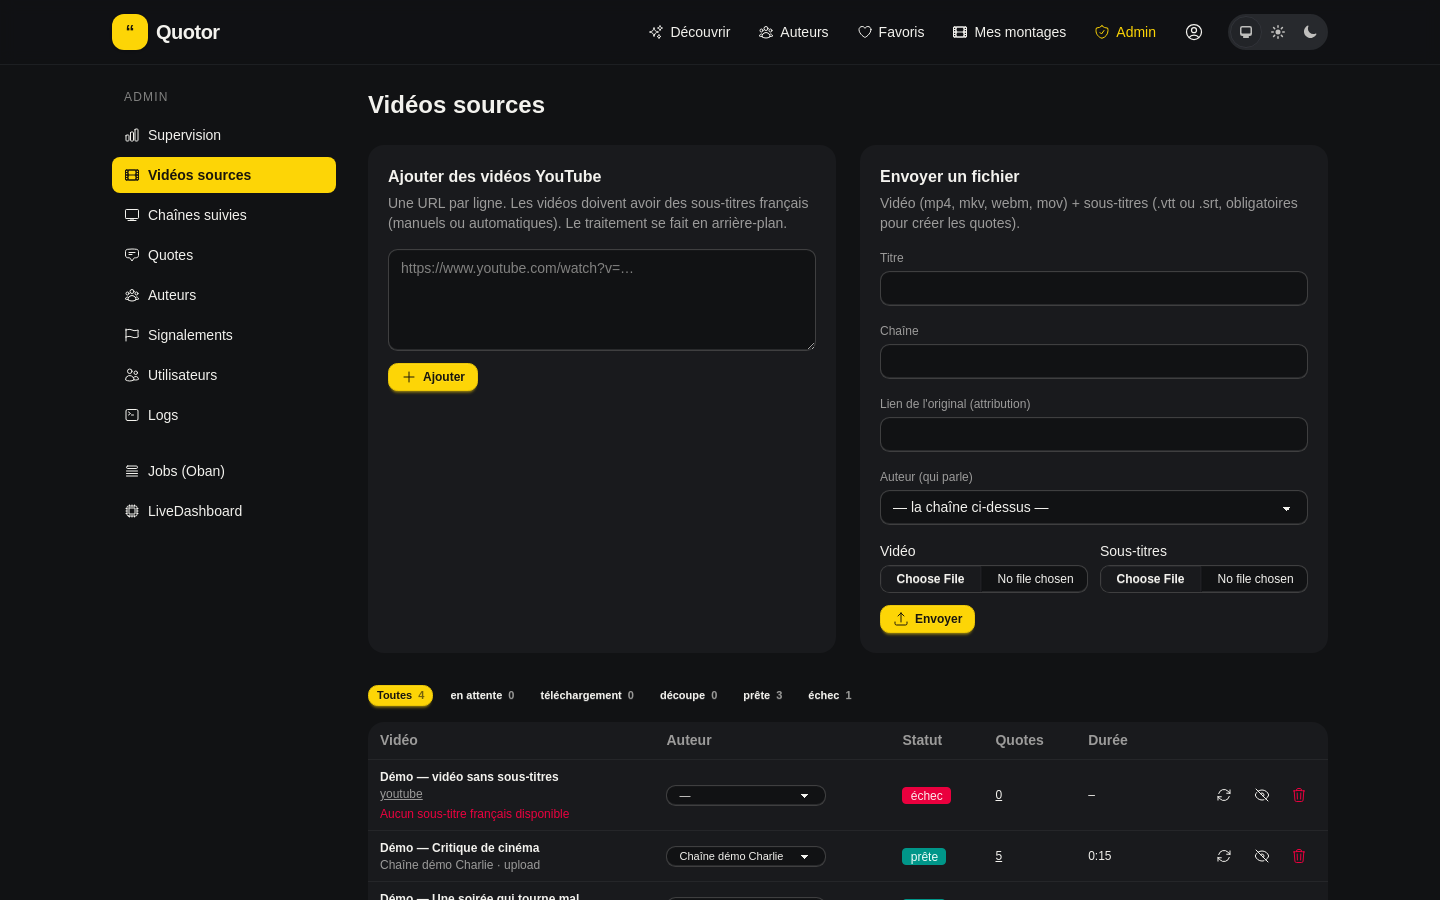 “ Quotor
Découvrir
Auteurs
Favoris
Mes montages
Admin
ADMIN
Supervision
Vidéos sources
Chaînes suivies
Quotes
Auteurs
Signalements
Utilisateurs
Logs
Jobs (Oban)
LiveDashboard
Vidéos sources
Ajouter des vidéos YouTube
Une URL par ligne. Les vidéos doivent avoir des sous-titres français
(manuels ou automatiques). Le traitement se fait en arrière-plan.
https://www.youtube.com/watch?v=…
Ajouter
Envoyer un fichier
Vidéo (mp4, mkv, webm, mov) + sous-titres (.vtt ou .srt, obligatoires
pour créer les quotes).
Titre
Chaîne
Lien de l'original (attribution)
Auteur (qui parle)
— la chaîne ci-dessus —
Vidéo
Sous-titres
Choose File No file chosen
Choose File No file chosen
Envoyer
Toutes 4 en attente 0 téléchargement 0 découpe 0 prête 3 échec 1
Vidéo Auteur Statut Quotes Durée
Démo — vidéo sans sous-titres
youtube
Aucun sous-titre français disponible
— échec 0 –
Démo — Critique de cinéma
Chaîne démo Charlie · upload
Chaîne démo Charlie prête 5 0:15
Démo — Une soirée qui tourne mal